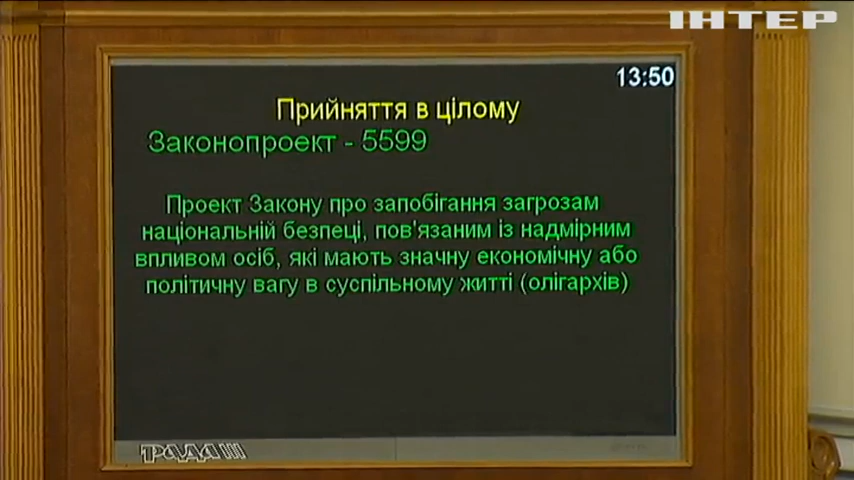 ІНТЕР
13:50
Прийняття в цілому
Законопроект - 5599
Проект Закону про запобігання загрозам
національній безпеці, пов'язаним із надмірним
впливом осіб, які мають значну економічну або
політичну вагу в суспільному житті (олігархів)
РАДА ІІІ